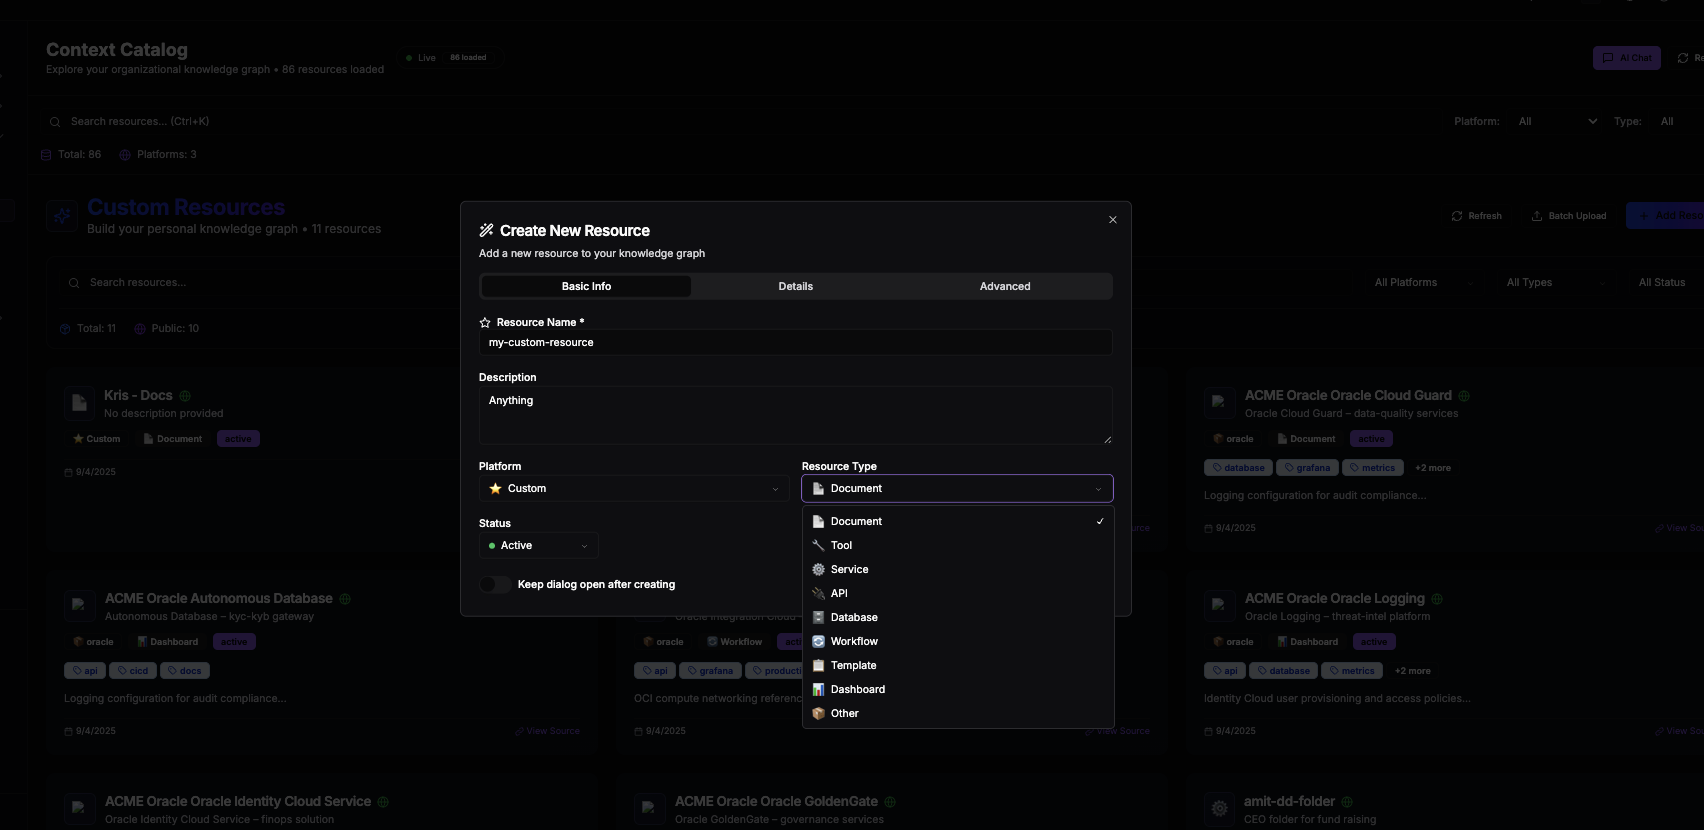 Context Catalog
Explore your organizational knowledge graph • 86 resources loaded
Live
86 loaded
AI Chat
Search resources... (Ctrl+K)
Platform:
All
Type:
All
Total: 86
Platforms: 3
Custom Resources
Build your personal knowledge graph • 11 resources
Refresh
Batch Upload
Search resources...
All Platforms
All Types
All Status
Total: 11
Public: 10
Create New Resource
Add a new resource to your knowledge graph
Basic Info
Details
Advanced
Resource Name *
my-custom-resource
Description
Anything
Platform
Custom
Resource Type
Document
Status
Active
Keep dialog open after creating
Document
Tool
Service
API
Database
Workflow
Template
Dashboard
Other
Kris - Docs
No description provided
Custom
Document
active
9/4/2025
ACME Oracle Oracle Cloud Guard
Oracle Cloud Guard – data-quality services
oracle
Document
active
database
grafana
metrics
+2 more
Logging configuration for audit compliance...
9/4/2025
ACME Oracle Autonomous Database
Autonomous Database – kyc-kyb gateway
oracle
Dashboard
active
api
cicd
docs
Logging configuration for audit compliance...
9/4/2025
View Source
Oracle Integration Cloud
oracle
Workflow
api
grafana
OCI compute networking
9/4/2025
View Source
ACME Oracle Oracle Logging
Oracle Logging – threat-intel platform
oracle
Dashboard
active
api
database
metrics
+2 more
Identity Cloud user provisioning and access policies...
9/4/2025
ACME Oracle Oracle Identity Cloud Service
Oracle Identity Cloud Service – finops solution
ACME Oracle Oracle GoldenGate
Oracle GoldenGate – governance services
amit-dd-folder
CEO folder for fund raising